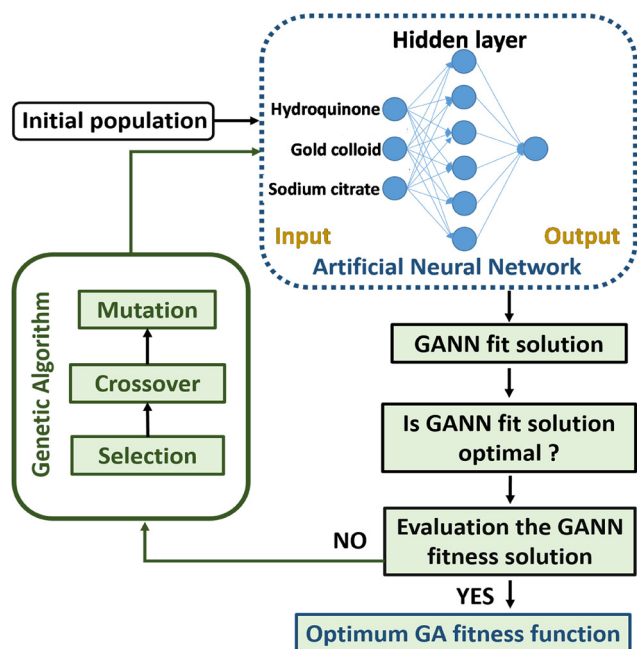 Hidden layer
Initial population
Hydroquinone
Gold colloid
Sodium citrate
Input
Output
Artificial Neural Network
Genetic Algorithm
Mutation
Crossover
Selection
GANN fit solution
Is GANN fit solution
optimal ?
Evaluation the GANN
fitness solution
NO
YES
Optimum GA fitness function